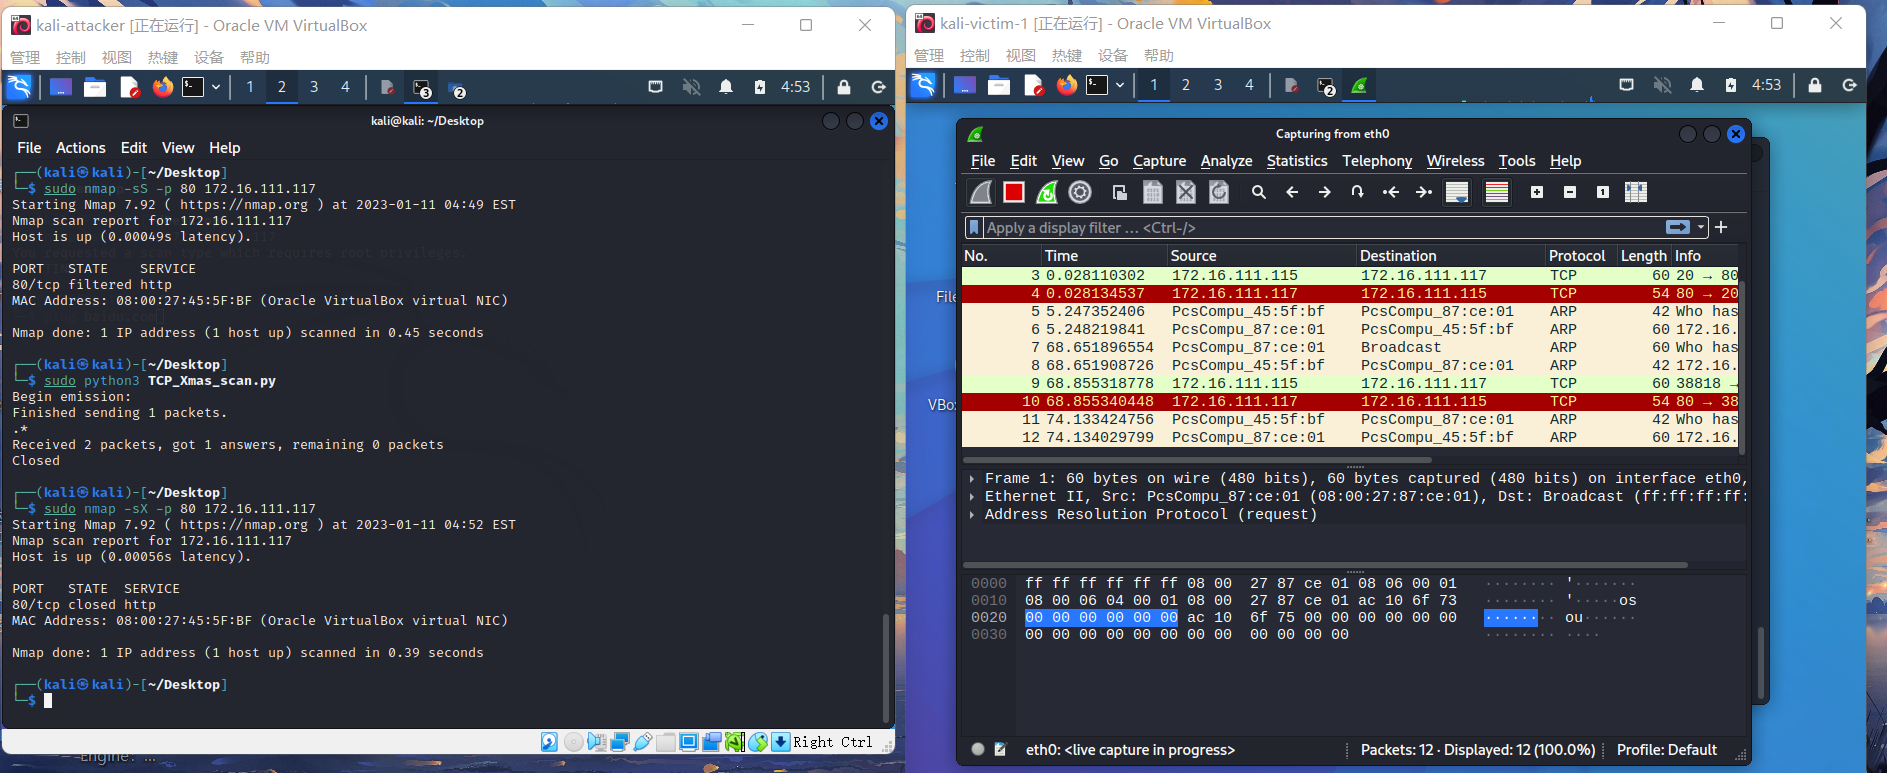 kali-attacker [正在运行] - Oracle VM VirtualBox
管理 控制 视图 热键 设备 帮助
1 2 3 4 3 2 4:53
kali@kali: ~/Desktop
File Actions Edit View Help
┌──(kali㉿kali)-[~/Desktop]
└─$ sudo nmap -sS -p 80 172.16.111.117
Starting Nmap 7.92 ( https://nmap.org ) at 2023-01-11 04:49 EST
Nmap scan report for 172.16.111.117
Host is up (0.00049s latency).
You requested a scan type which requires root privileges.
PORT   STATE    SERVICE
80/tcp filtered http
MAC Address: 08:00:27:45:5F:BF (Oracle VirtualBox virtual NIC)
baidu.com
Nmap done: 1 IP address (1 host up) scanned in 0.45 seconds
┌──(kali㉿kali)-[~/Desktop]
└─$ sudo python3 TCP_Xmas_scan.py
Begin emission:
Finished sending 1 packets.
.*
Received 2 packets, got 1 answers, remaining 0 packets
Closed
┌──(kali㉿kali)-[~/Desktop]
└─$ sudo nmap -sX -p 80 172.16.111.117
Starting Nmap 7.92 ( https://nmap.org ) at 2023-01-11 04:52 EST
Nmap scan report for 172.16.111.117
Host is up (0.00056s latency).
PORT   STATE  SERVICE
80/tcp closed http
MAC Address: 08:00:27:45:5F:BF (Oracle VirtualBox virtual NIC)
Nmap done: 1 IP address (1 host up) scanned in 0.39 seconds
┌──(kali㉿kali)-[~/Desktop]
└─$
Right Ctrl
Engine: ...
kali-victim-1 [正在运行] - Oracle VM VirtualBox
管理 控制 视图 热键 设备 帮助
1 2 3 4 2 4:53
File
VBo
Capturing from eth0
File Edit View Go Capture Analyze Statistics Telephony Wireless Tools Help
Apply a display filter ... <Ctrl-/>
No. Time Source Destination Protocol Length Info
3 0.028110302 172.16.111.115 172.16.111.117 TCP 60 20 → 80
4 0.028134537 172.16.111.117 172.16.111.115 TCP 54 80 → 20
5 5.247352406 PcsCompu_45:5f:bf PcsCompu_87:ce:01 ARP 42 Who has
6 5.248219841 PcsCompu_87:ce:01 PcsCompu_45:5f:bf ARP 60 172.16.
7 68.651896554 PcsCompu_87:ce:01 Broadcast ARP 60 Who has
8 68.651908726 PcsCompu_45:5f:bf PcsCompu_87:ce:01 ARP 42 172.16.
9 68.855318778 172.16.111.115 172.16.111.117 TCP 60 38818 →
10 68.855340448 172.16.111.117 172.16.111.115 TCP 54 80 → 38
11 74.133424756 PcsCompu_45:5f:bf PcsCompu_87:ce:01 ARP 42 Who has
12 74.134029799 PcsCompu_87:ce:01 PcsCompu_45:5f:bf ARP 60 172.16.
Frame 1: 60 bytes on wire (480 bits), 60 bytes captured (480 bits) on interface eth0,
Ethernet II, Src: PcsCompu_87:ce:01 (08:00:27:87:ce:01), Dst: Broadcast (ff:ff:ff:ff:
Address Resolution Protocol (request)
0000 ff ff ff ff ff ff 08 00 27 87 ce 01 08 06 00 01 ········ '·······
0010 08 00 06 04 00 01 08 00 27 87 ce 01 ac 10 6f 73 ········ '·····os
0020 00 00 00 00 00 00 ac 10 6f 75 00 00 00 00 00 00 ········ ou······
0030 00 00 00 00 00 00 00 00 00 00 00 00 ········ ····
eth0: <live capture in progress> Packets: 12 · Displayed: 12 (100.0%) Profile: Default